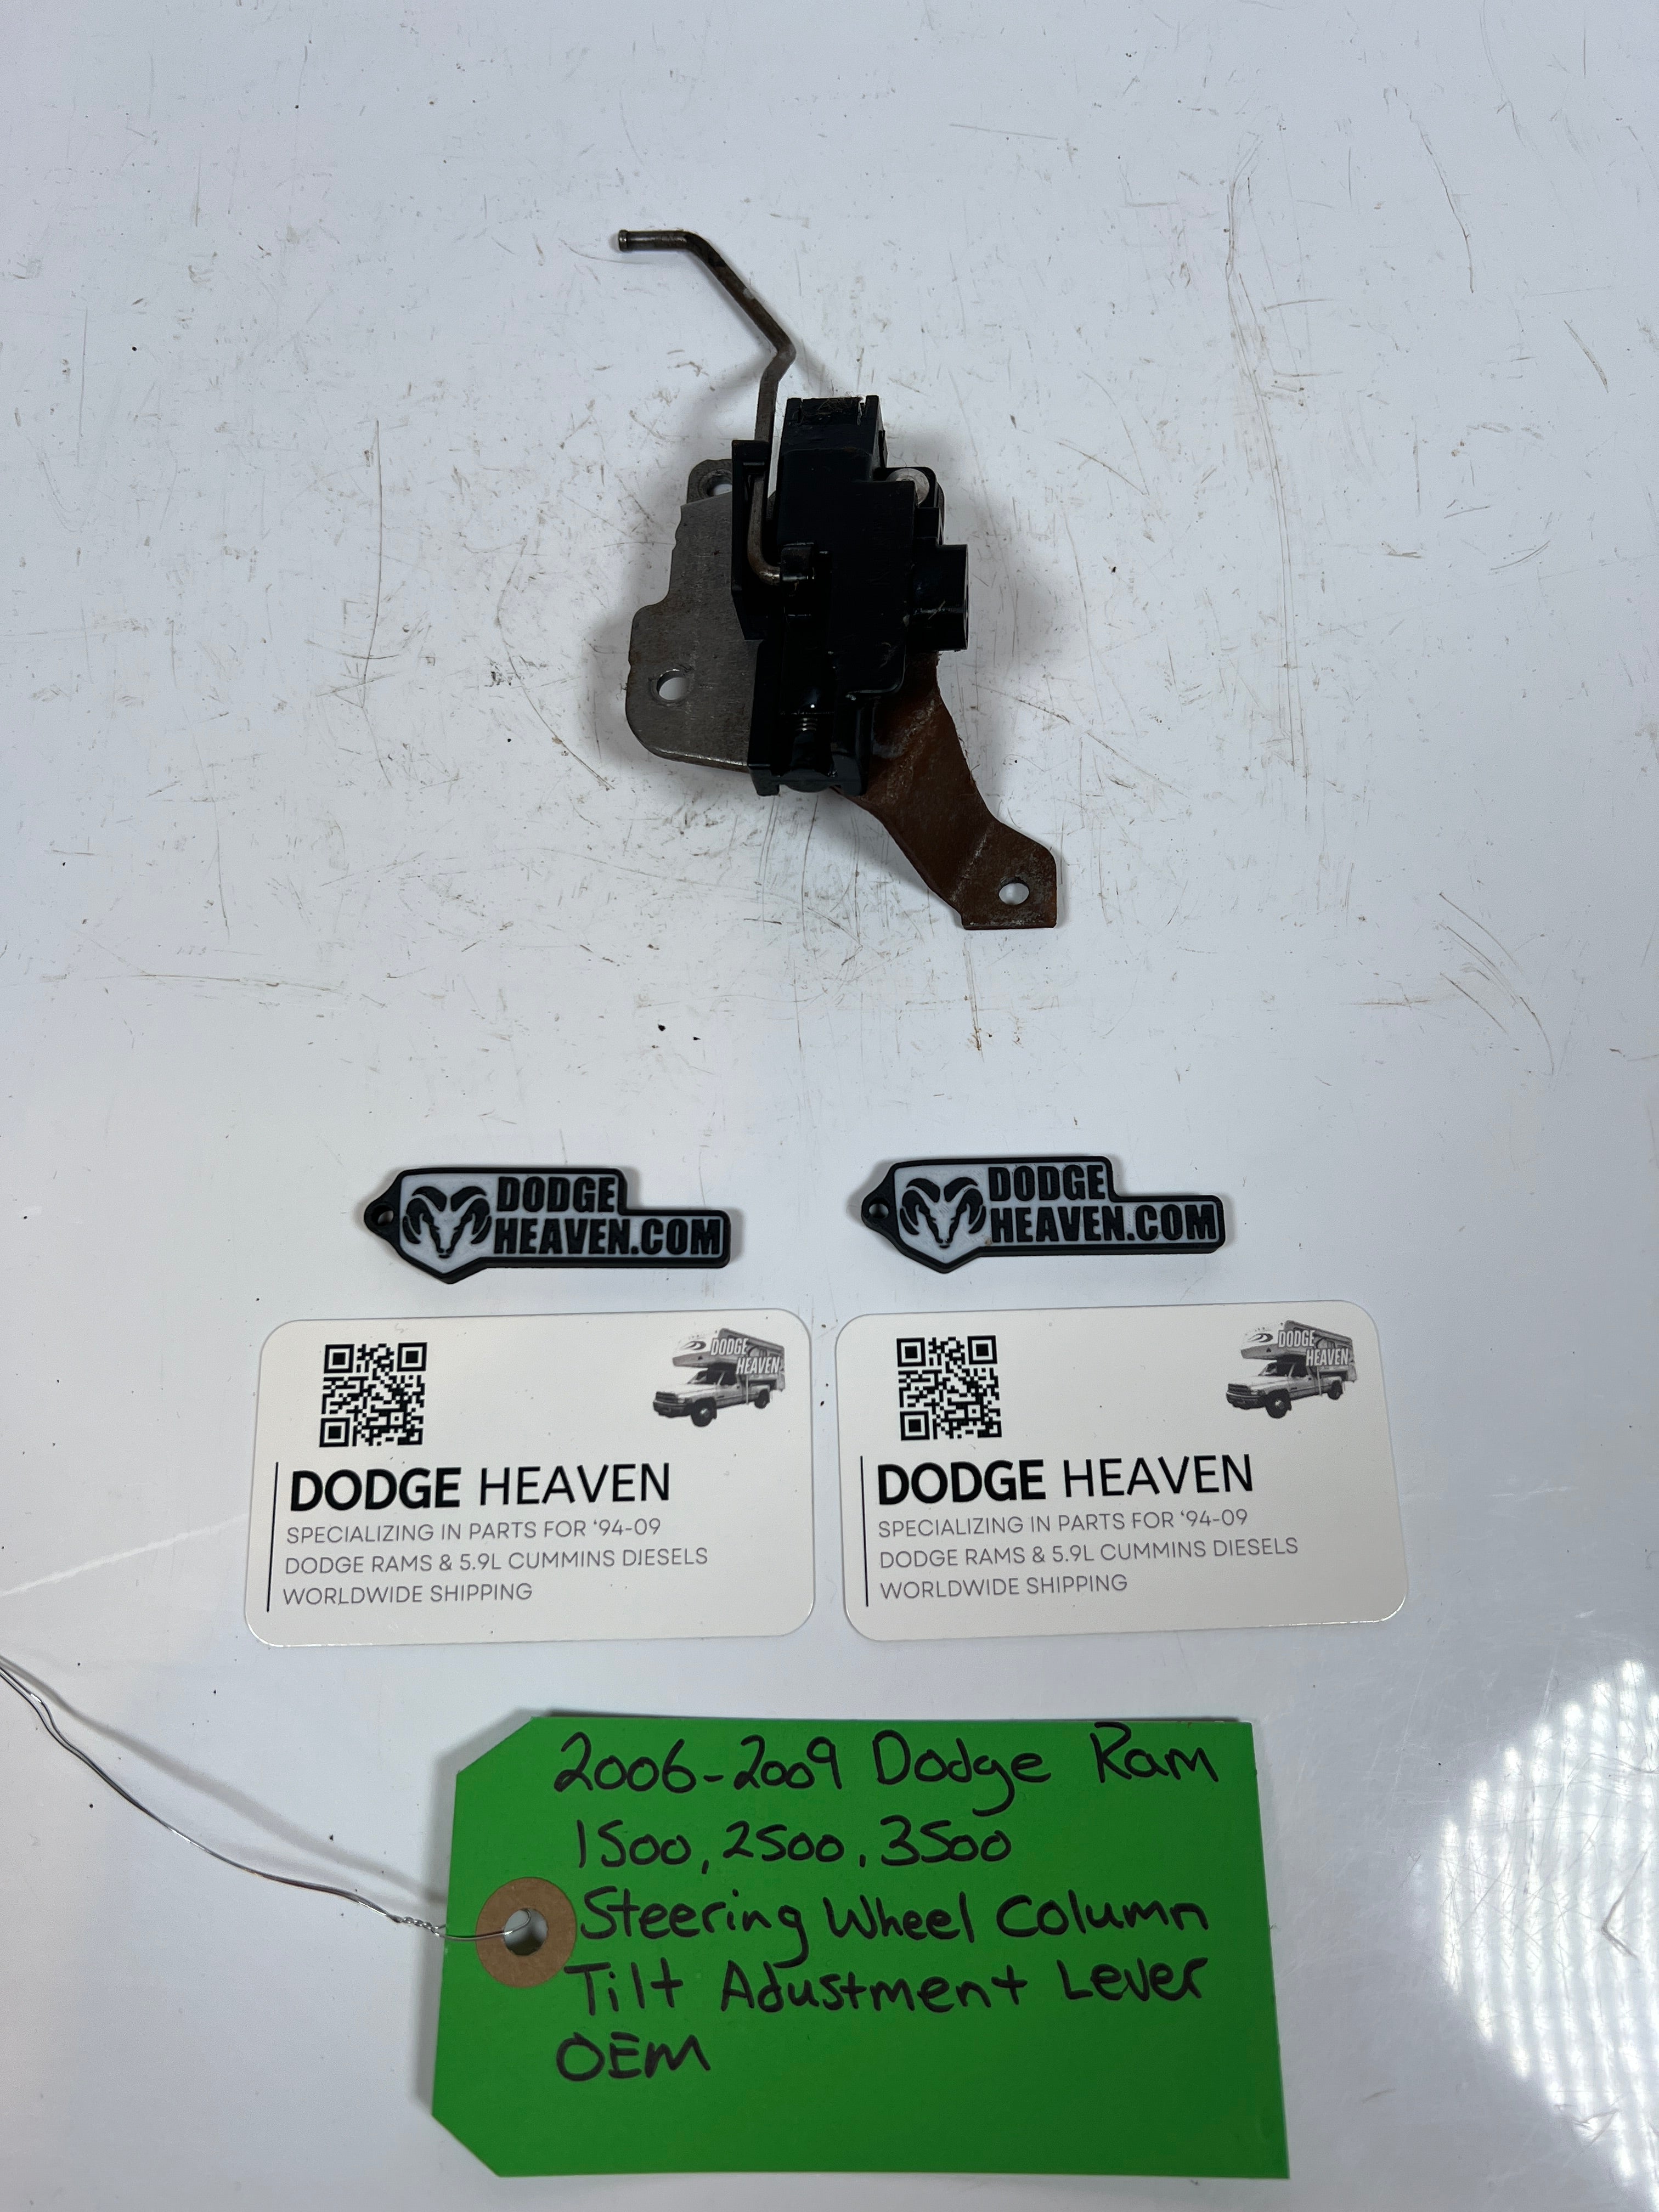 DODGE
HEAVEN.COM
DODGE
HEAVEN.COM
DODGE
HEAVEN
DODGE HEAVEN
SPECIALIZING IN PARTS FOR ‘94-09
DODGE RAMS & 5.9L CUMMINS DIESELS
WORLDWIDE SHIPPING
DODGE
HEAVEN
DODGE HEAVEN
SPECIALIZING IN PARTS FOR ‘94-09
DODGE RAMS & 5.9L CUMMINS DIESELS
WORLDWIDE SHIPPING
2006-2009 Dodge Ram
1500, 2500, 3500
Steering Wheel Column
Tilt Adustment Lever
OEM